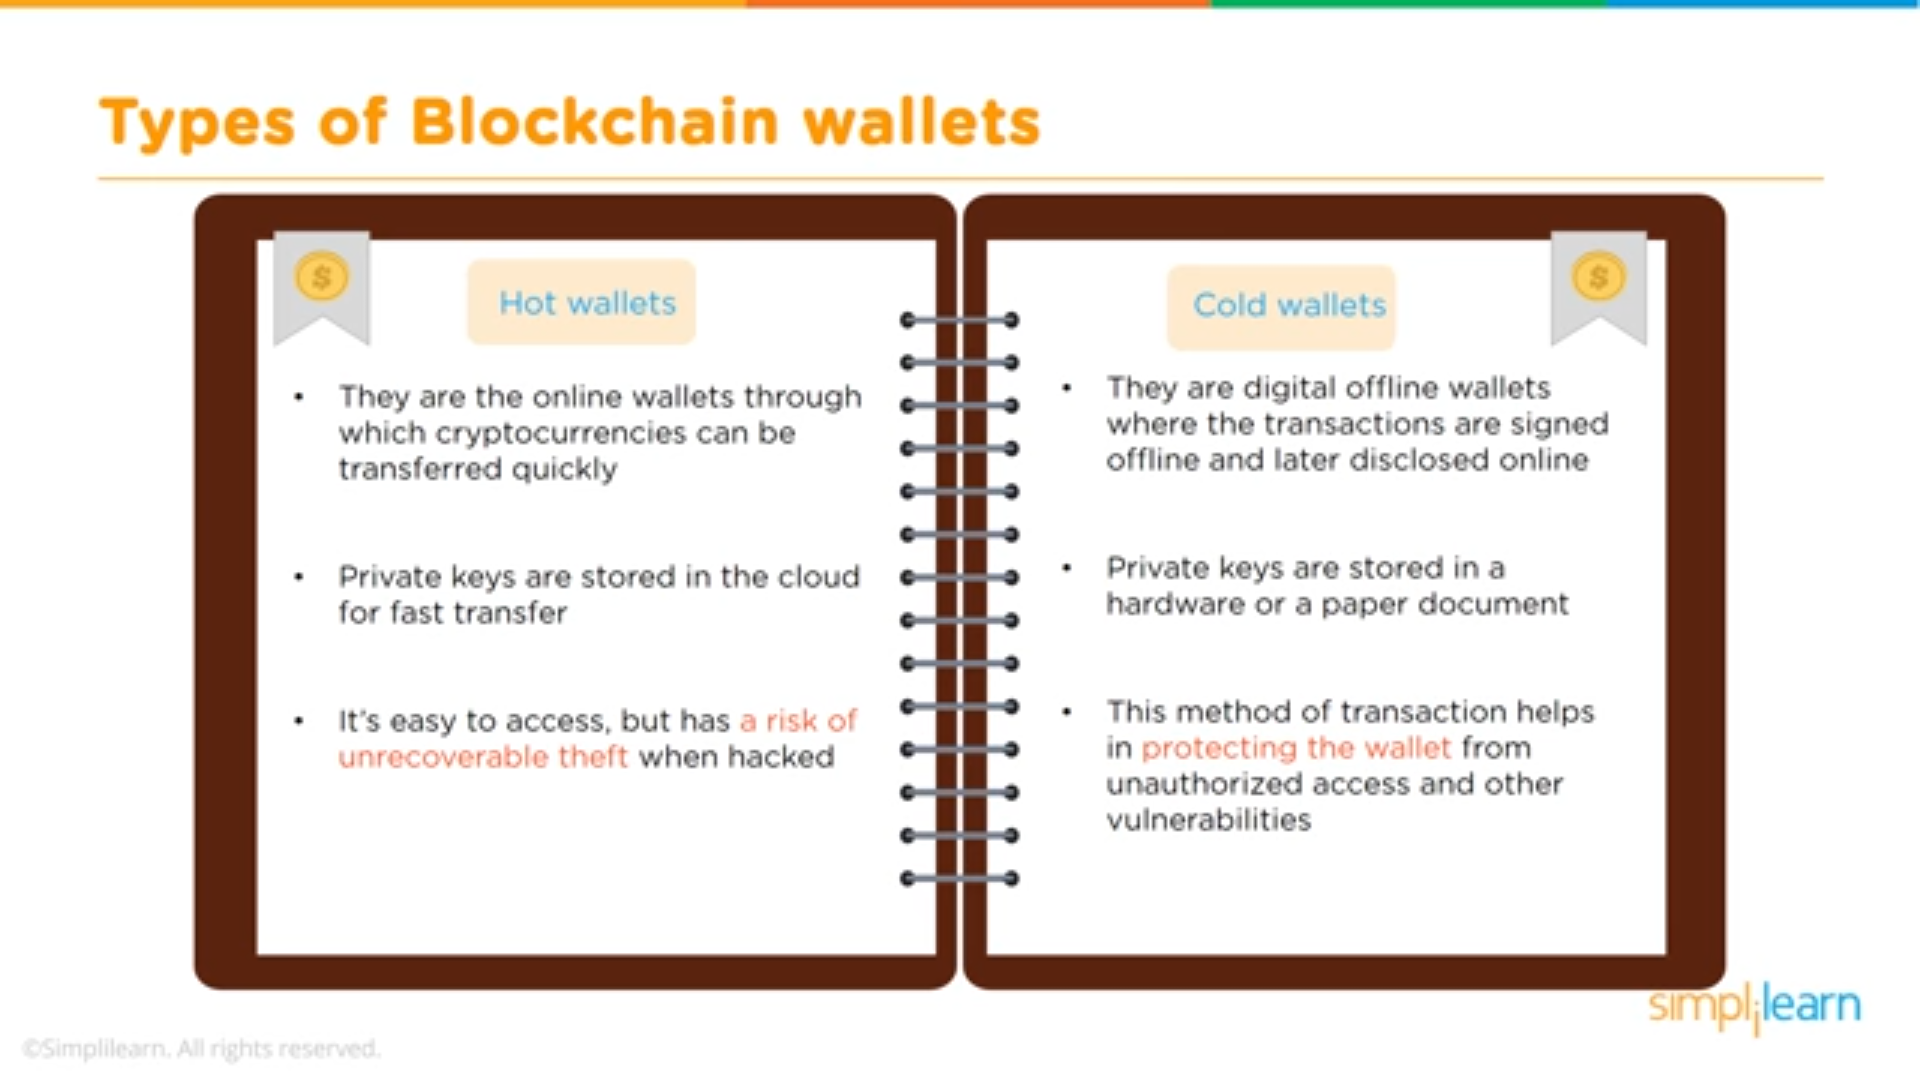 Types of Blockchain wallets
$
Hot wallets
• They are the online wallets through
which cryptocurrencies can be
transferred quickly
• Private keys are stored in the cloud
for fast transfer
• It's easy to access, but has a risk of
unrecoverable theft when hacked
$
Cold wallets
• They are digital offline wallets
where the transactions are signed
offline and later disclosed online
• Private keys are stored in a
hardware or a paper document
• This method of transaction helps
in protecting the wallet from
unauthorized access and other
vulnerabilities
simplilearn
©Simplilearn. All rights reserved.